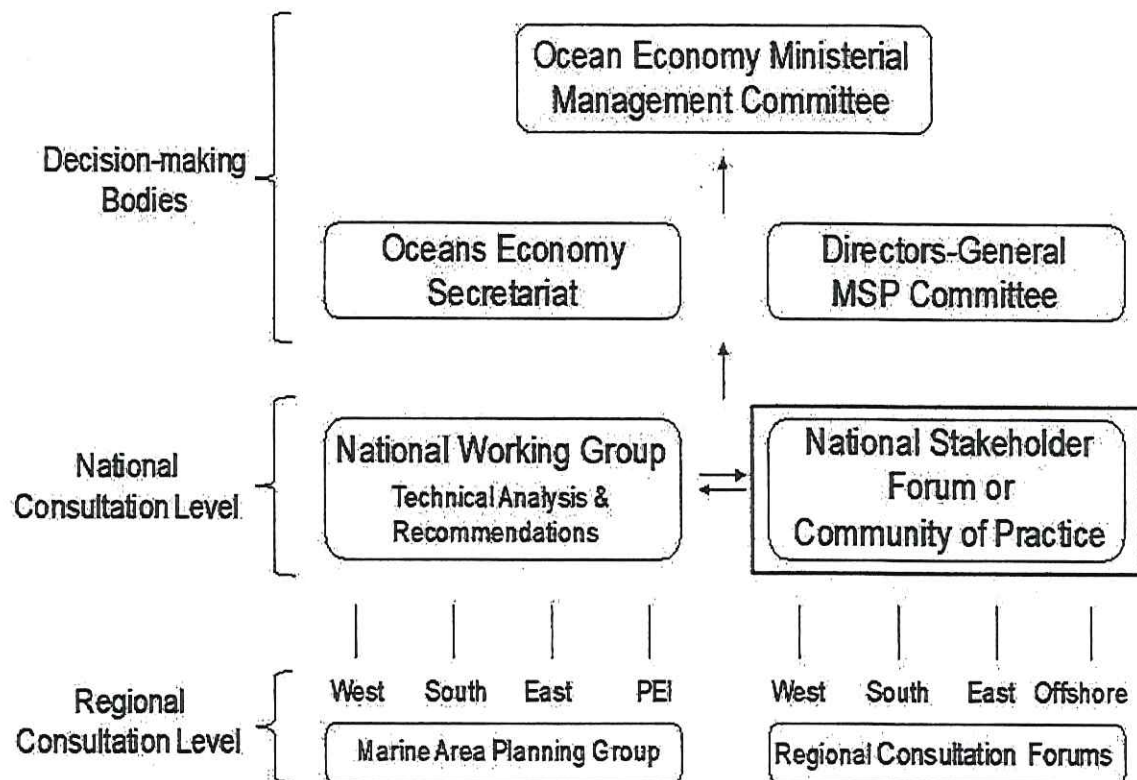 Ocean Economy Ministerial
Management Committee
Decision-making
Bodies
Oceans Economy
Secretariat
Directors-General
MSP Committee
National
Consultation Level
National Working Group
Technical Analysis &
Recommendations
National Stakeholder
Forum or
Community of Practice
Regional
Consultation Level
West South East PEI
Marine Area Planning Group
West South East Offshore
Regional Consultation Forums